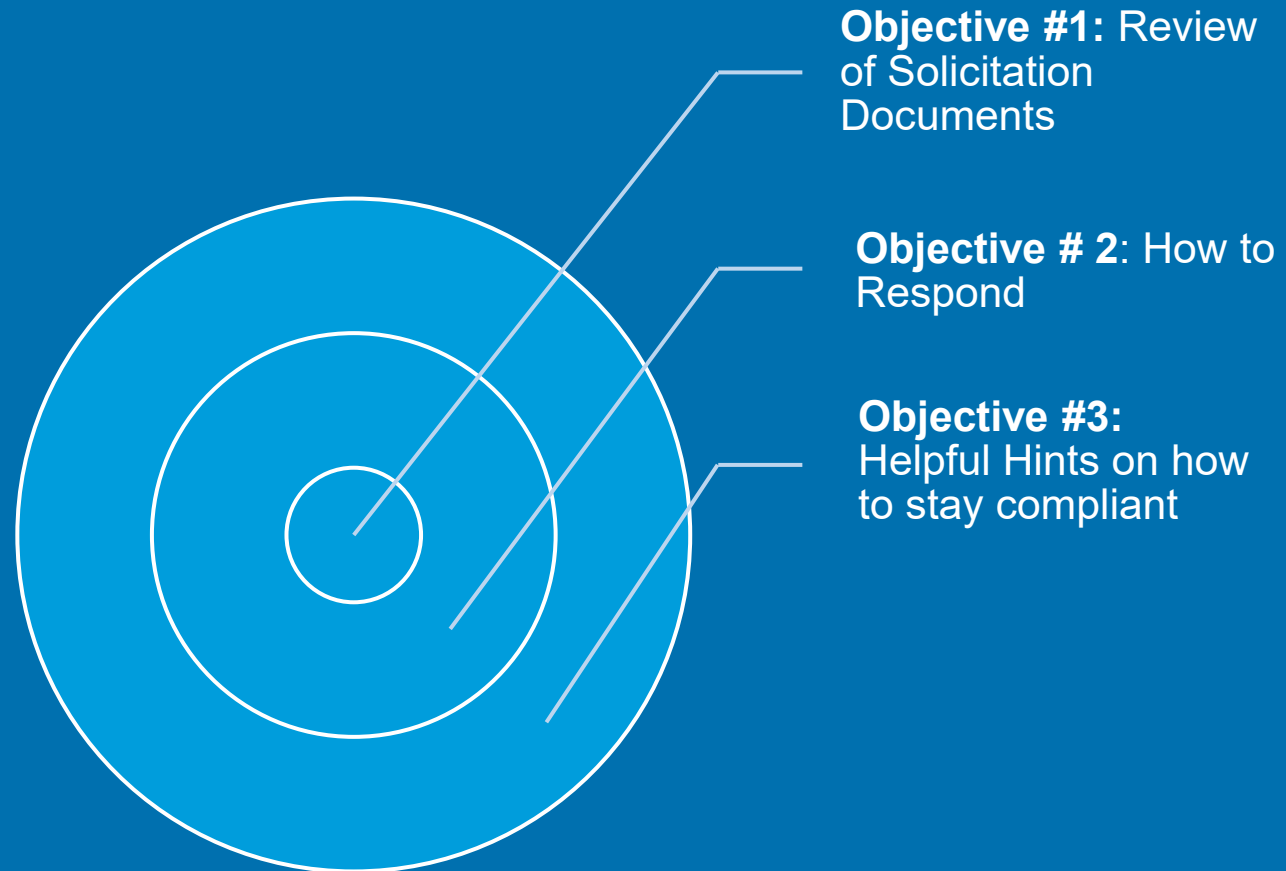 Objective #1: Review
of Solicitation
Documents
Objective # 2: How to
Respond
Objective #3:
Helpful Hints on how
to stay compliant